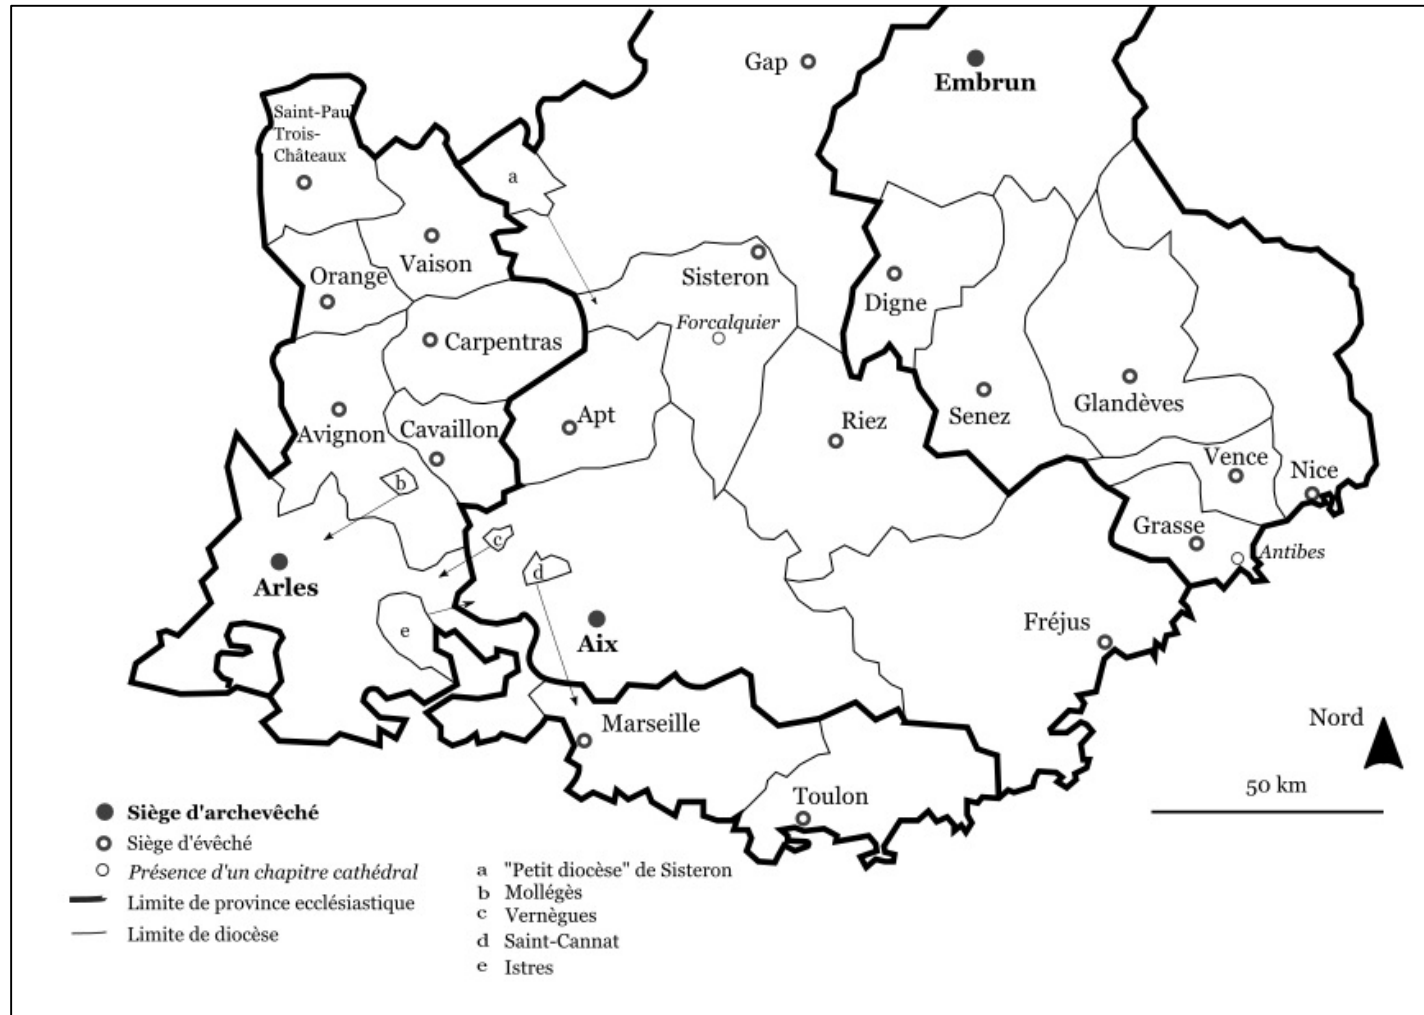 Gap
Embrun
Saint-Paul
Trois-
Châteaux
a
Vaison
Orange
Sisteron
Digne
Forcalquier
Carpentras
Glandèves
Senez
Apt
Riez
Avignon
Cavaillon
Vence
Nice
b
Grasse
Antibes
c
d
Arles
e
Aix
Fréjus
Marseille
Nord
Toulon
50 km
Siège d'archevêché
Siège d'évêché
Présence d'un chapitre cathédral
Limite de province ecclésiastique
Limite de diocèse
a "Petit diocèse" de Sisteron
b Mollégès
c Vernègues
d Saint-Cannat
e Istres